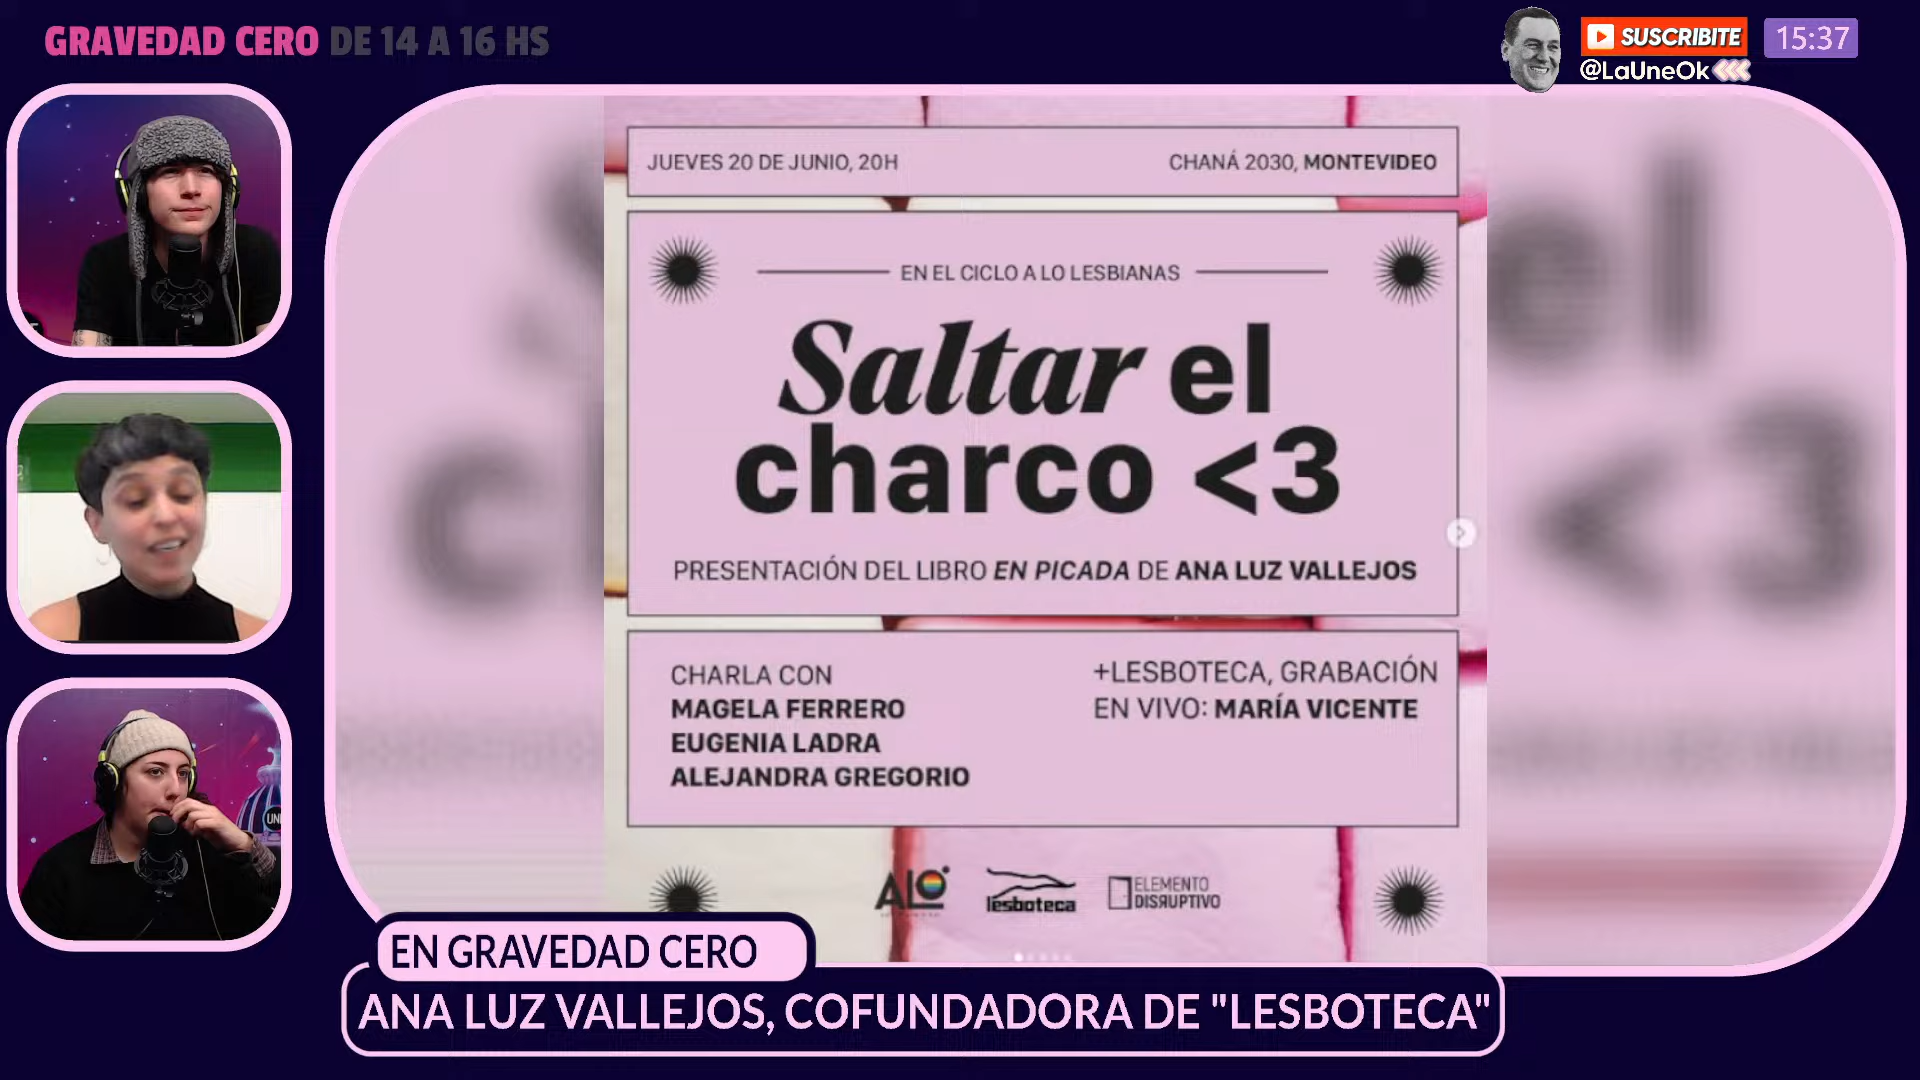 GRAVEDAD CERO DE 14 A 16 HS
SUSCRIBITE
@LaUneOk
15:37
JUEVES 20 DE JUNIO, 20H
CHANÁ 2030, MONTEVIDEO
EN EL CICLO A LO LESBIANAS
Saltar el
charco <3
PRESENTACIÓN DEL LIBRO EN PICADA DE ANA LUZ VALLEJOS
CHARLA CON
MAGELA FERRERO
EUGENIA LADRA
ALEJANDRA GREGORIO
+LESBOTECA, GRABACIÓN
EN VIVO: MARÍA VICENTE
ALO
lesboteca
ELEMENTO
DISRUPTIVO
EN GRAVEDAD CERO
ANA LUZ VALLEJOS, COFUNDADORA DE "LESBOTECA"